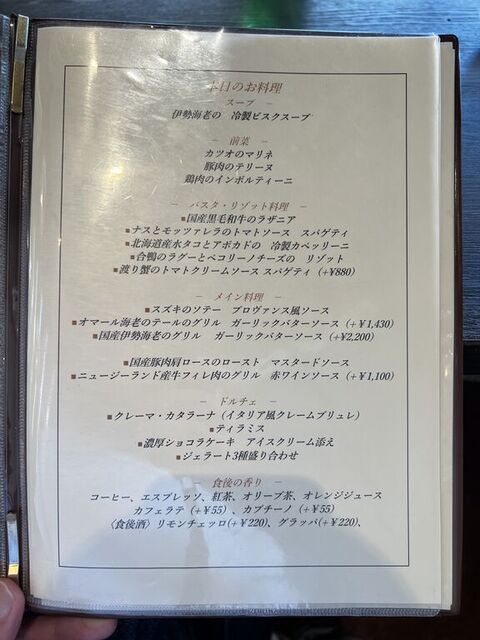 本日のお料理
スープ －
伊勢海老の　冷製ビスクスープ
－ 前菜 －
カツオのマリネ
豚肉のテリーヌ
鶏肉のインボルティーニ
－ パスタ・リゾット料理 －
■国産黒毛和牛のラザニア
■ナスとモッツァレラのトマトソース　スパゲティ
■北海道産水タコとアボカドの　冷製カペッリーニ
■合鴨のラグーとペコリーノチーズの　リゾット
■渡り蟹のトマトクリームソース スパゲティ（+¥880）
－ メイン料理 －
■スズキのソテー　プロヴァンス風ソース
■オマール海老のテールのグリル　ガーリックバターソース（+¥1,430）
■国産伊勢海老のグリル　ガーリックバターソース（+¥2,200）
■国産豚肉肩ロースのロースト　マスタードソース
■ニュージーランド産牛フィレ肉のグリル　赤ワインソース（+¥1,100）
－ ドルチェ －
■クレーマ・カタラーナ（イタリア風クレームブリュレ）
■ティラミス
■濃厚ショコラケーキ　アイスクリーム添え
■ジェラート3種盛り合わせ
－ 食後の香り －
コーヒー、エスプレッソ、紅茶、オリーブ茶、オレンジジュース
カフェラテ（+¥55）、カプチーノ（+¥55）
〈食後酒〉リモンチェッロ(+¥220)、グラッパ(+¥220)、